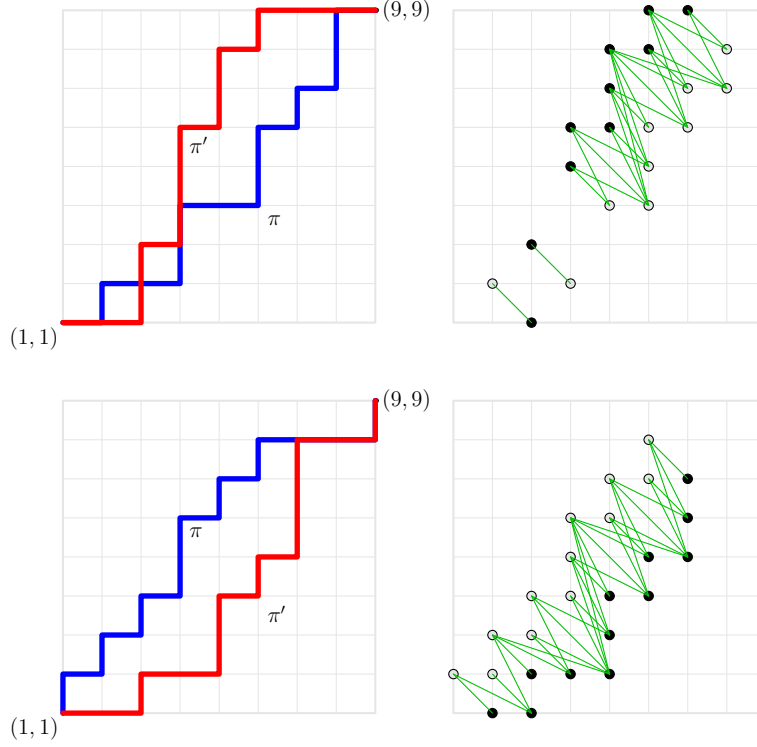 (9, 9)
π′
π
(1, 1)
(9, 9)
π
π′
(1, 1)